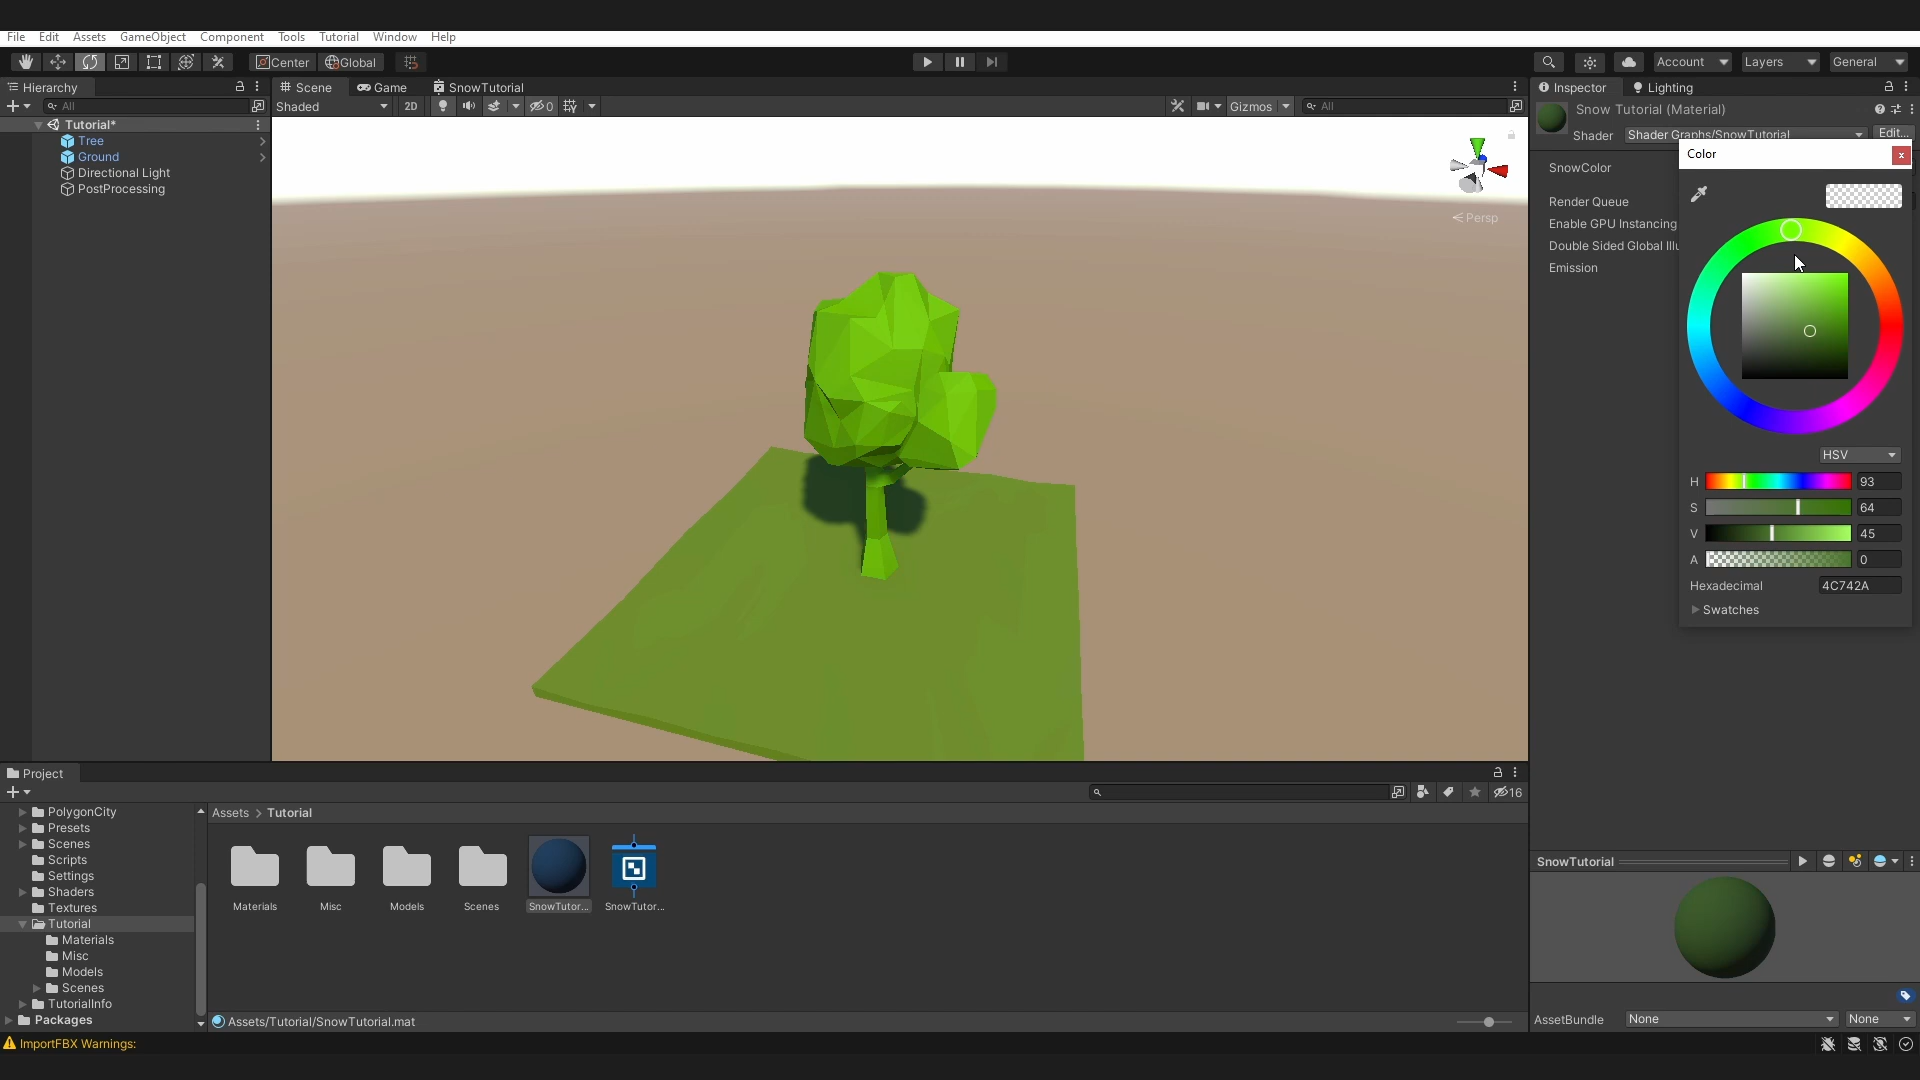 File Edit Assets GameObject Component Tools Tutorial Window Help
Center Global
Account Layers General
Hierarchy
All
Tutorial*
Tree
Ground
Directional Light
PostProcessing
Scene Game SnowTutorial
Shaded 2D 0 Gizmos All
Persp
Inspector Lighting
Snow Tutorial (Material)
Shader Shader Graphs/SnowTutorial Edit...
SnowColor
Render Queue
Enable GPU Instancing
Double Sided Global Illu
Emission
Color
x
HSV
H 93
S 64
V 45
A 0
Hexadecimal 4C742A
Swatches
Project
16
PolygonCity
Presets
Scenes
Scripts
Settings
Shaders
Textures
Tutorial
Materials
Misc
Models
Scenes
TutorialInfo
Packages
Assets > Tutorial
Materials Misc Models Scenes SnowTutor... SnowTutor...
Assets/Tutorial/SnowTutorial.mat
SnowTutorial
AssetBundle None None
ImportFBX Warnings: